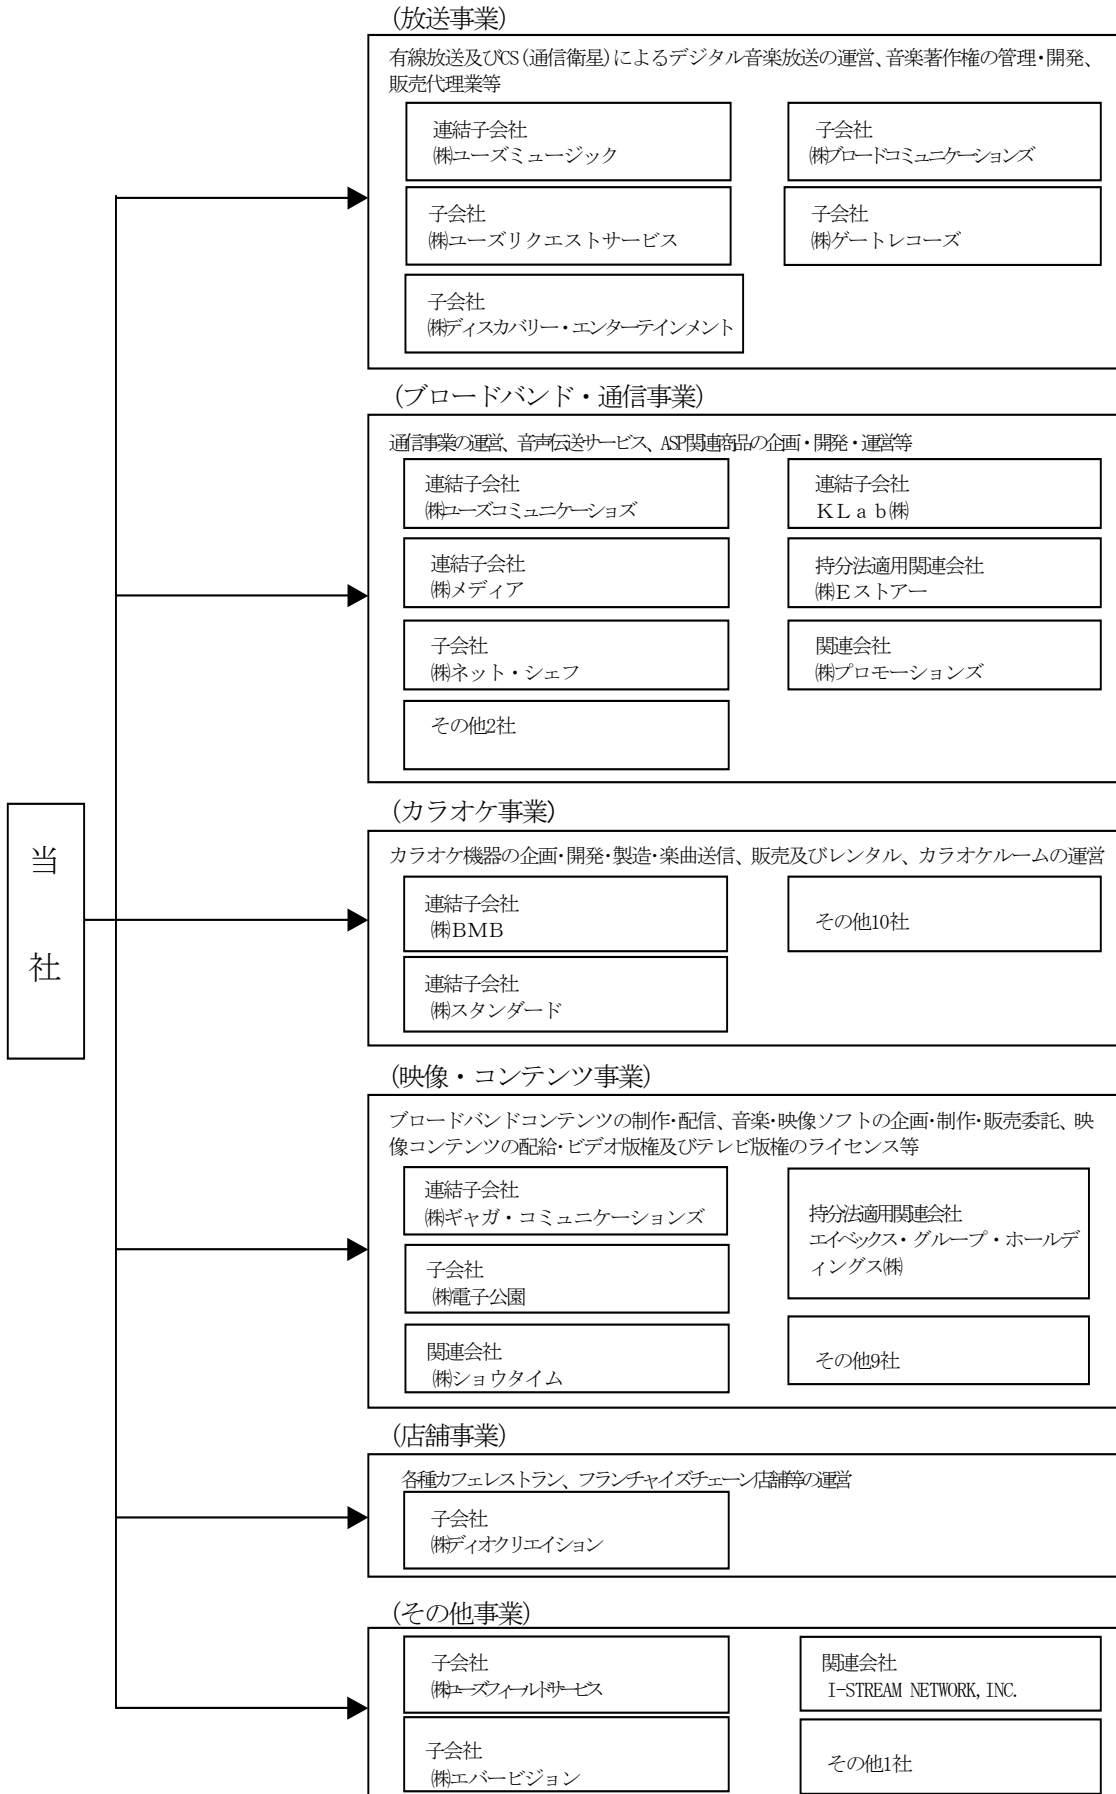 (放送事業)
有線放送及びCS(通信衛星)によるデジタル音楽放送の運営、音楽著作権の管理・開発、
販売代理業等
連結子会社
㈱ユーズミュージック
子会社
㈱ブロードコミュニケーションズ
子会社
㈱ユーズリクエストサービス
子会社
㈱ゲートレコーズ
子会社
㈱ディスカバリー・エンターテインメント
(ブロードバンド・通信事業)
通信事業の運営、音声伝送サービス、ASP関連商品の企画・開発・運営等
連結子会社
㈱ユーズコミュニケーションズ
連結子会社
KLab㈱
連結子会社
㈱メディア
持分法適用関連会社
㈱Eストアー
子会社
㈱ネット・シェフ
関連会社
㈱プロモーションズ
その他2社
当
社
(カラオケ事業)
カラオケ機器の企画・開発・製造・楽曲送信、販売及びレンタル、カラオケルームの運営
連結子会社
㈱BMB
その他10社
連結子会社
㈱スタンダード
(映像・コンテンツ事業)
ブロードバンドコンテンツの制作・配信、音楽・映像ソフトの企画・制作・販売委託、映
像コンテンツの配給・ビデオ版権及びテレビ版権のライセンス等
連結子会社
㈱ギャガ・コミュニケーションズ
持分法適用関連会社
エイベックス・グループ・ホールデ
ィングス㈱
子会社
㈱電子公園
関連会社
㈱ショウタイム
その他9社
(店舗事業)
各種カフェレストラン、フランチャイズチェーン店舗等の運営
子会社
㈱ディオクリエイション
(その他事業)
子会社
㈱ユーズフィールドサービス
関連会社
I-STREAM NETWORK,INC.
子会社
㈱エバービジョン
その他1社